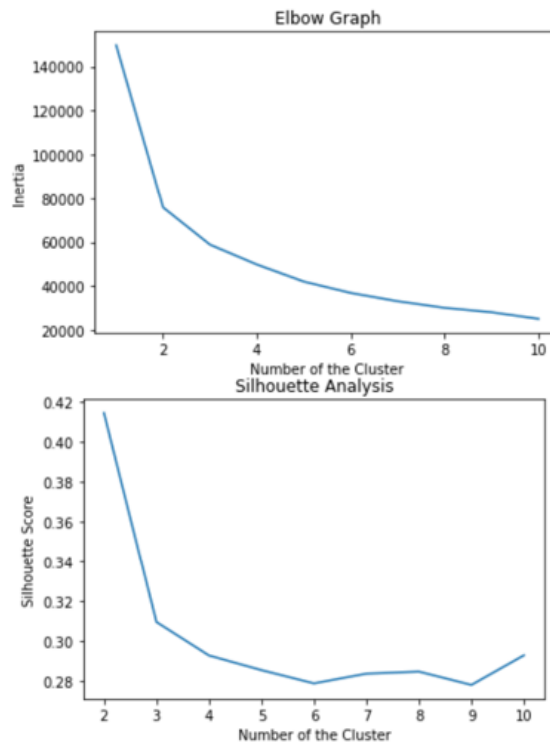 Elbow Graph
140000
120000
100000
80000
60000
40000
20000
Inertia
2 4 6 8 10
Number of the Cluster
Silhouette Analysis
0.42
0.40
0.38
0.36
0.34
0.32
0.30
0.28
Silhouette Score
2 3 4 5 6 7 8 9 10
Number of the Cluster